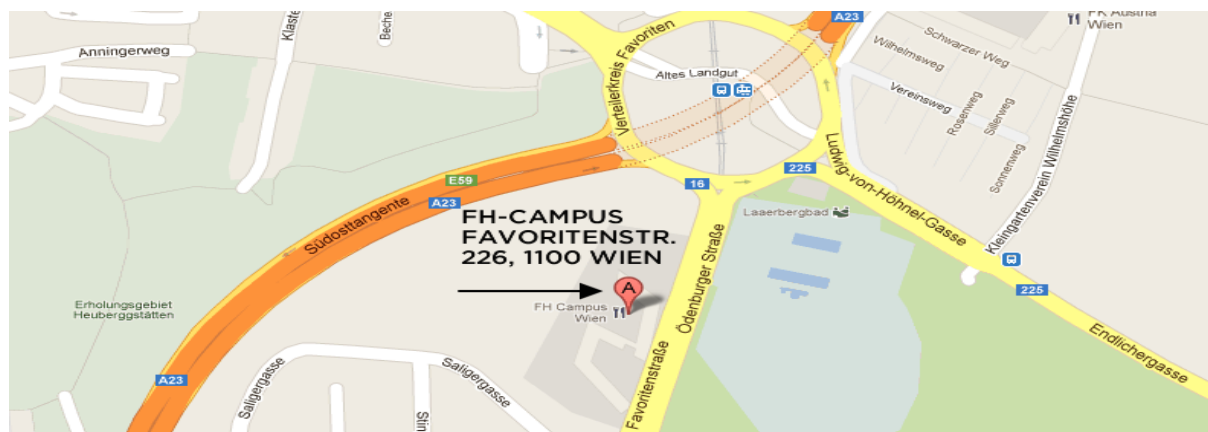 Anningerweg
A23
FK Austria
Wien
Schwarzer Weg
Wilhelmsweg
Vereinsweg
Rosenweg
Sillerweg
Sonnenweg
Kleingartenverein Wilhelmshöhe
Verteilerkreis Favoriten
Altes Landgut
E59
A23
Südosttangente
16
225
Ludwig-von-Höhnel-Gasse
Laaerbergbad
FH-CAMPUS
FAVORITENSTR.
226, 1100 WIEN
A
FH Campus
Wien
Ödenburger Straße
Favoritenstraße
225
Endlichergasse
Erholungsgebiet
Heuberggstätten
A23
Saligergasse
Saligergasse